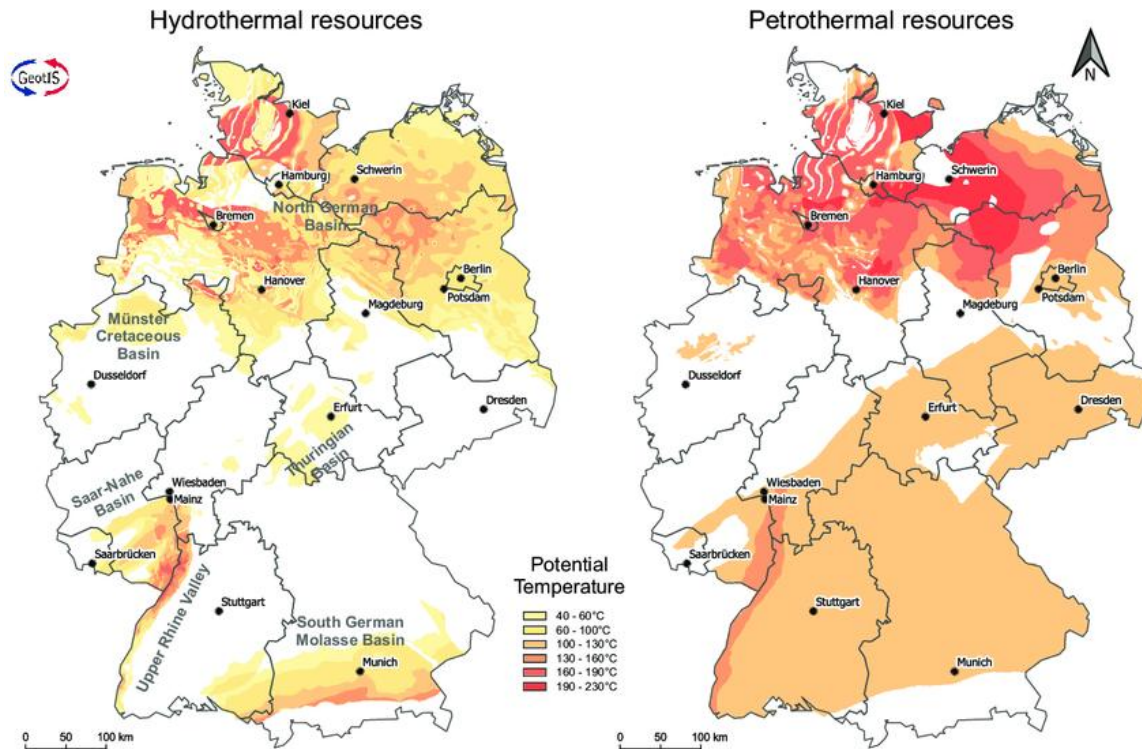 Hydrothermal resources
Petrothermal resources
GeotIS
N
Kiel
Hamburg
Schwerin
North German
Basin
Bremen
Hanover
Berlin
Potsdam
Magdeburg
Münster
Cretaceous
Basin
Dusseldorf
Erfurt
Dresden
Thuringian
Basin
Saar-Nahe
Basin
Wiesbaden
Mainz
Saarbrücken
Upper Rhine Valley
Stuttgart
South German
Molasse Basin
Munich
0 50 100 km
Potential
Temperature
40 - 60°C
60 - 100°C
100 - 130°C
130 - 160°C
160 - 190°C
190 - 230°C
Kiel
Hamburg
Schwerin
Bremen
Hanover
Berlin
Potsdam
Magdeburg
Dusseldorf
Erfurt
Dresden
Wiesbaden
Mainz
Saarbrücken
Stuttgart
Munich
0 50 100 km